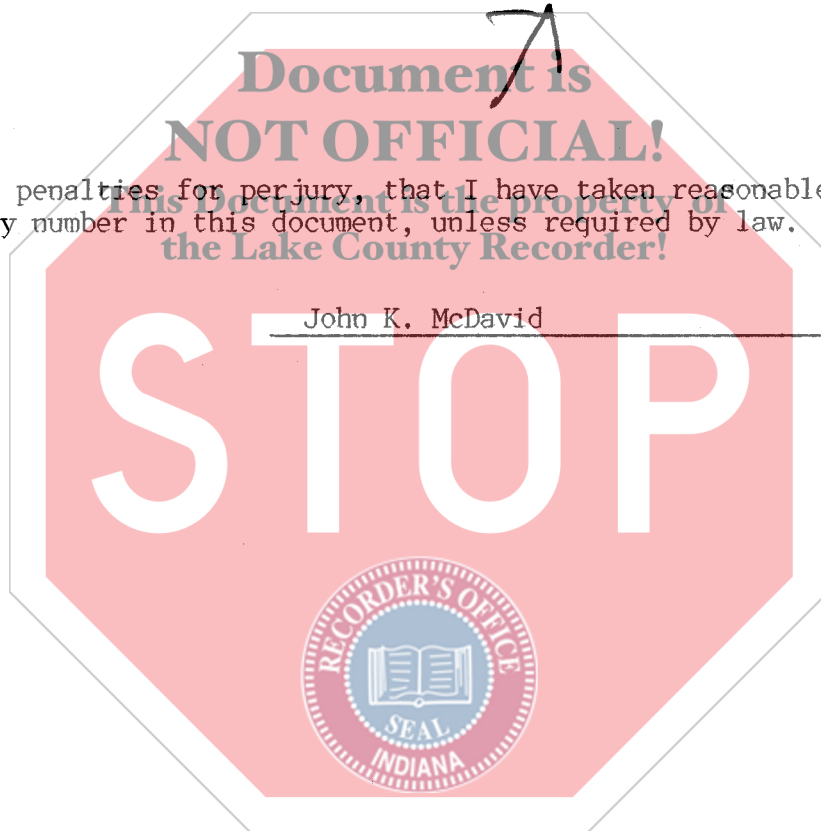 Document is
NOT OFFICIAL!
penalties for perjury, that I have taken reasonable
This Document is the property of
y number in this document, unless required by law.
the Lake County Recorder!
John K. McDavid
STOP
RECORDER'S OFFICE
SEAL
INDIANA